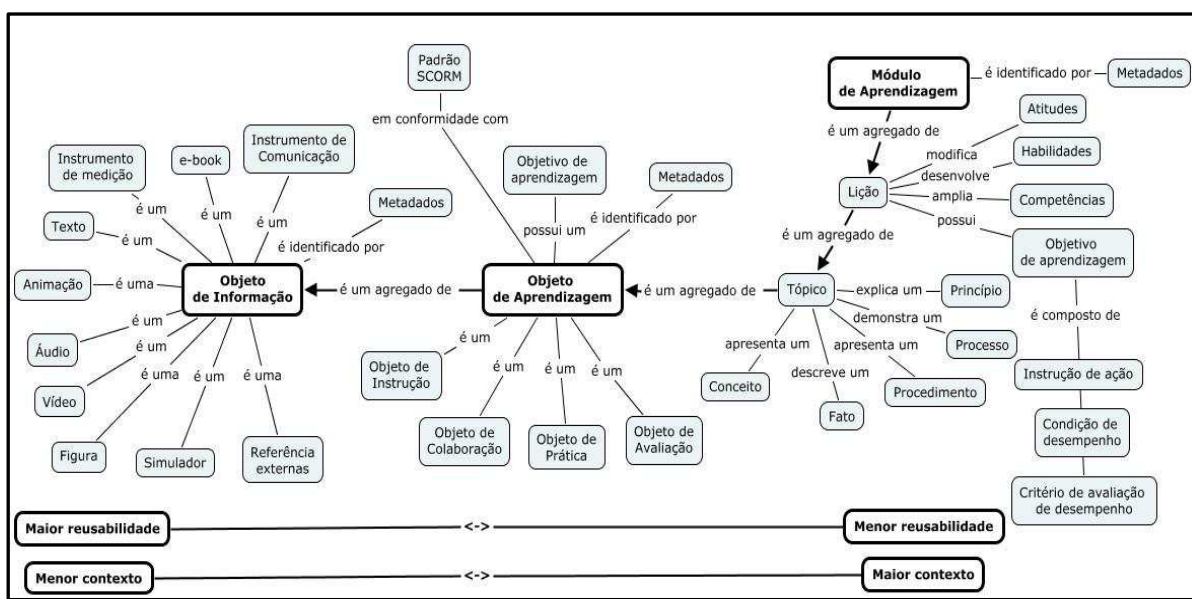 Padrão
SCORM
em conformidade com
Módulo
de Aprendizagem
é identificado por
Metadados
é um agregado de
Atitudes
modifica
Habilidades
desenvolve
Lição
amplia
Competências
possui
Objetivo
de aprendizagem
é um agregado de
é composto de
Instrução de ação
Condição de
desempenho
Critério de avaliação
de desempenho
Instrumento
de medição
é um
e-book
é um
Instrumento de
Comunicação
é um
Metadados
é identificado por
Texto
é um
Animação
é uma
Objeto
de Informação
é um agregado de
Áudio
é um
Vídeo
é um
Figura
é uma
Simulador
é um
Referência
externas
é uma
Objetivo de
aprendizagem
possui um
Metadados
é identificado por
Objeto
de Aprendizagem
é um agregado de
Objeto de
Instrução
é um
Objeto de
Colaboração
é um
Objeto de
Prática
é um
Objeto de
Avaliação
é um
Tópico
explica um
Princípio
demonstra um
Processo
apresenta um
Conceito
descreve um
Fato
apresenta um
Procedimento
Maior reusabilidade
<->
Menor reusabilidade
Menor contexto
<->
Maior contexto